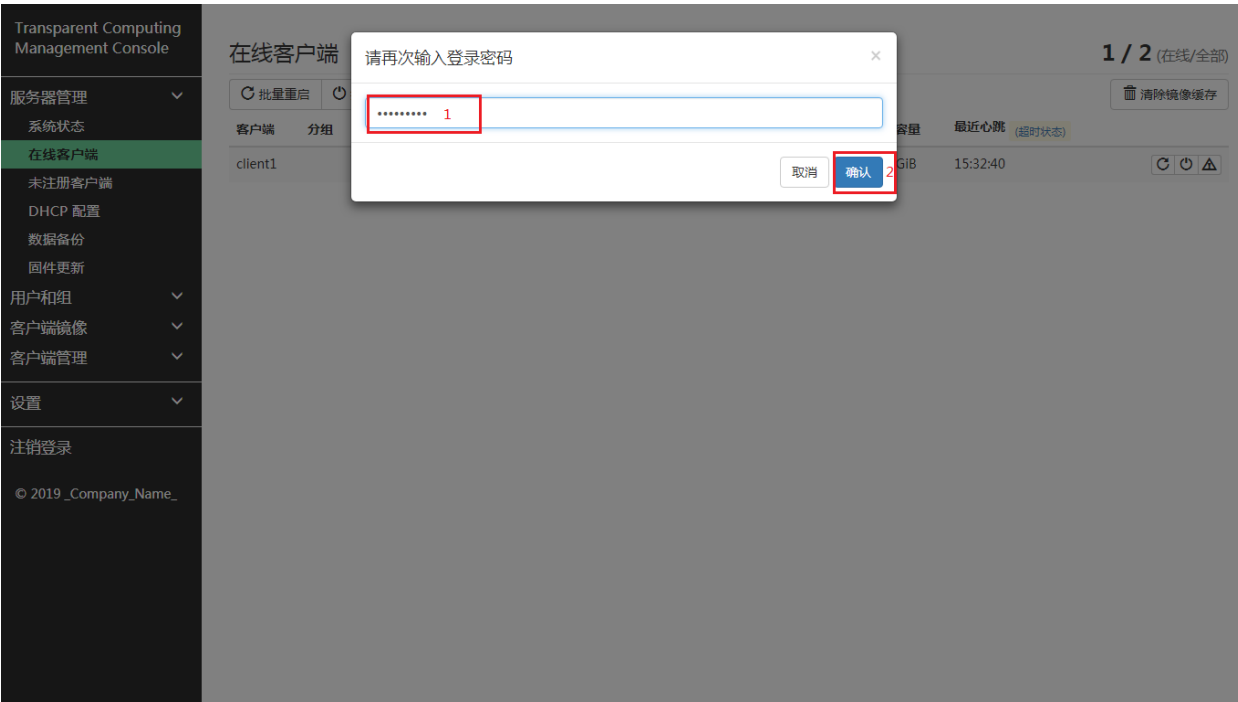 Transparent Computing
Management Console
服务器管理
系统状态
在线客户端
未注册客户端
DHCP 配置
数据备份
固件更新
用户和组
客户端镜像
客户端管理
设置
注销登录
© 2019 _Company_Name_
在线客户端
1 / 2 (在线/全部)
批量重启
清除镜像缓存
客户端 分组 容量 最近心跳 (超时状态)
client1 GiB 15:32:40
请再次输入登录密码 ×
••••••••• 1
取消 确认 2